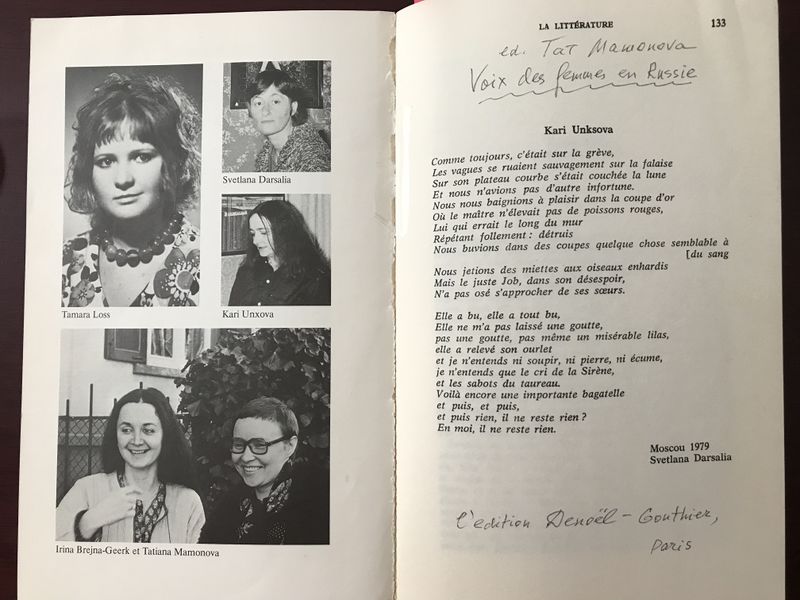 Tamara Loss
Svetlana Darsalia
Kari Unxova
Irina Brejna-Geerk et Tatiana Mamonova
LA LITTÉRATURE 133
ed. Tat Mamonova
Voix des femmes en Russie
Kari Unksova
Comme toujours, c'était sur la grève,
Les vagues se ruaient sauvagement sur la falaise
Sur son plateau courbe s'était couchée la lune
Et nous n'avions pas d'autre infortune.
Nous nous baignions à plaisir dans la coupe d'or
Où le maître n'élevait pas de poissons rouges,
Lui qui errait le long du mur
Répétant follement : détruis
Nous buvions dans des coupes quelque chose semblable à
[du sang
Nous jetions des miettes aux oiseaux enhardis
Mais le juste Job, dans son désespoir,
N'a pas osé s'approcher de ses sœurs.
Elle a bu, elle a tout bu,
Elle ne m'a pas laissé une goutte,
pas une goutte, pas même un misérable lilas,
elle a relevé son ourlet
et je n'entends ni soupir, ni pierre, ni écume,
je n'entends que le cri de la Sirène,
et les sabots du taureau.
Voilà encore une importante bagatelle
et puis, et puis,
et puis rien, il ne reste rien ?
En moi, il ne reste rien.
Moscou 1979
Svetlana Darsalia
l'edition Denoël - Gonthier,
Paris